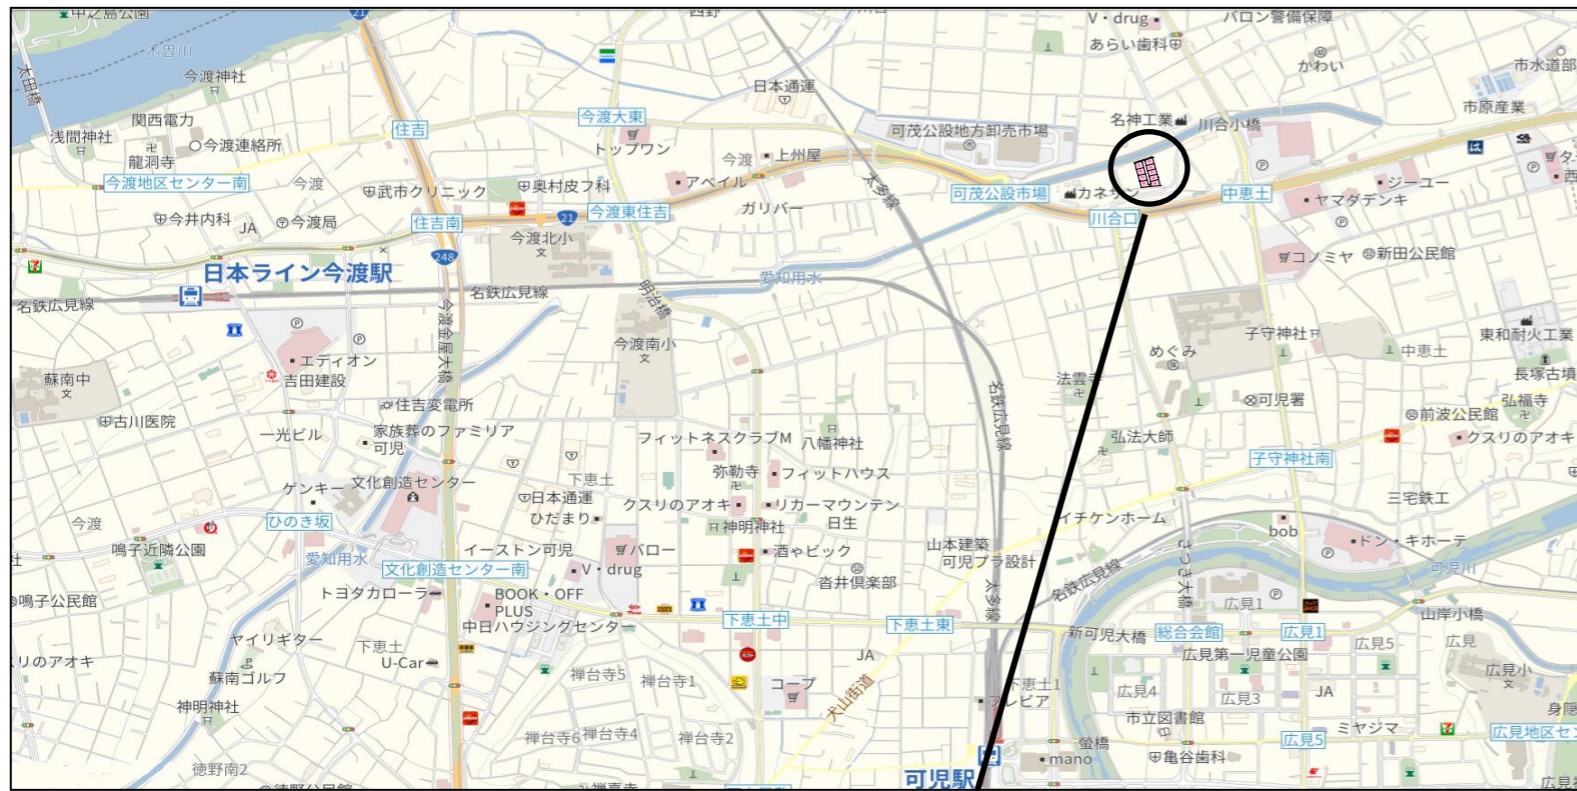 中之島公園
21
西野
川合
V・drug
バロン警備保障
あらい歯科
木曽川
太田橋
今渡神社
かわい
市水道部
日本通運
関西電力
浅間神社
龍洞寺
今渡連絡所
住吉
今渡大東
トップワン
可茂公設地方卸売市場
名神工業
川合小橋
市原産業
今渡地区センター南
今渡
武市クリニック
奥村皮フ科
アベイル
今渡
上州屋
太多線
可茂公設市場
カネサン
中恵土
ジーユー
ヤマダデンキ
今井内科
JA
今渡局
住吉南
21
今渡東住吉
ガリバー
川合口
今渡北小
248
コノミヤ
新田公民館
日本ライン今渡駅
名鉄広見線
名鉄広見線
愛知用水
明治橋
今渡金屋大橋
エディオン
吉田建設
今渡南小
めぐみ
子守神社
中恵土
東和耐火工業
長塚古墳
蘇南中
古川医院
住吉変電所
法雲寺
名鉄広見線
可児署
弘福寺
前波公民館
一光ビル
家族葬のファミリア
可児
フィットネスクラブM
八幡神社
弘法大師
クスリのアオキ
子守神社南
ゲンキー
文化創造センター
下恵土
弥勒寺
フィットハウス
日本通運
ひだまり
クスリのアオキ
リカーマウンテン
日生
三宅鉄工
今渡
ひのき坂
神明神社
イチケンホーム
bob
ドン・キホーテ
鳴子近隣公園
愛知用水
文化創造センター南
イーストン可児
V・drug
バロー
酒ゃビック
沓井倶楽部
山本建築
可児プラ設計
名鉄広見線
さつき大橋
可児川
鳴子公民館
トヨタカローラ
BOOK・OFF
PLUS
中日ハウジングセンター
下恵土中
下恵土東
太多線
新可児大橋
総合会館
広見1
広見1
山岸小橋
ヤイリギター
下恵土
U-Car
クスリのアオキ
蘇南ゴルフ
神明神社
禅台寺5
禅台寺1
コープ
JA
犬山街道
下恵土1
広見第一児童公園
広見5
広見
広見小
広見4
広見3
JA
市立図書館
禅台寺6
禅台寺4
禅台寺2
螢橋
亀谷歯科
広見5
ミヤジマ
広見地区セン
徳野南2
可児駅
mano